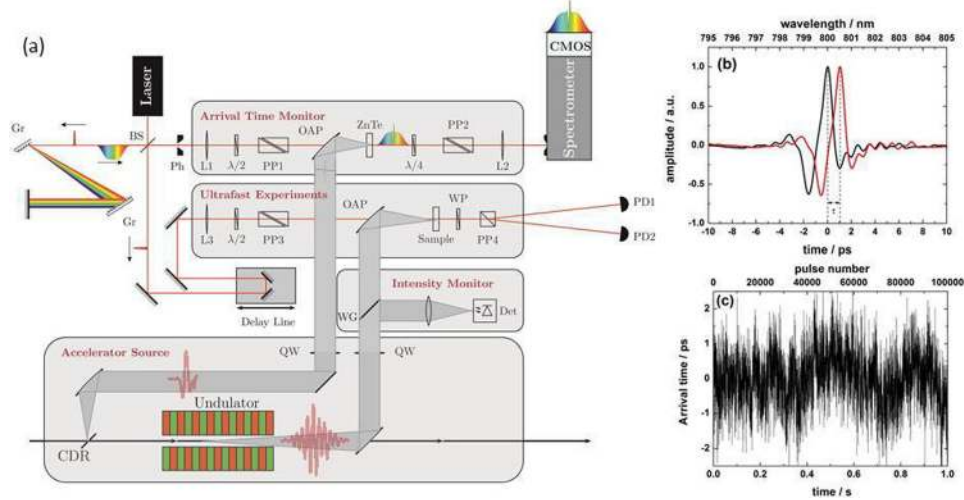 (a)
Laser
Gr
BS
Gr
Ph
Arrival Time Monitor
OAP
ZnTe
PP2
L1
λ/2
PP1
λ/4
L2
CMOS
Spectrometer
Ultrafast Experiments
OAP
WP
L3
λ/2
PP3
Sample
PP4
PD1
PD2
Delay Line
Intensity Monitor
WG
Det
Accelerator Source
QW
QW
Undulator
CDR
wavelength / nm
795 796 797 798 799 800 801 802 803 804 805
(b)
amplitude / a.u.
1.0
0.5
0.0
-0.5
-1.0
τ
-10 -8 -6 -4 -2 0 2 4 6 8 10
time / ps
pulse number
0 20000 40000 60000 80000 100000
(c)
Arrival time / ps
2
1
0
-1
-2
0.0 0.2 0.4 0.6 0.8 1.0
time / s